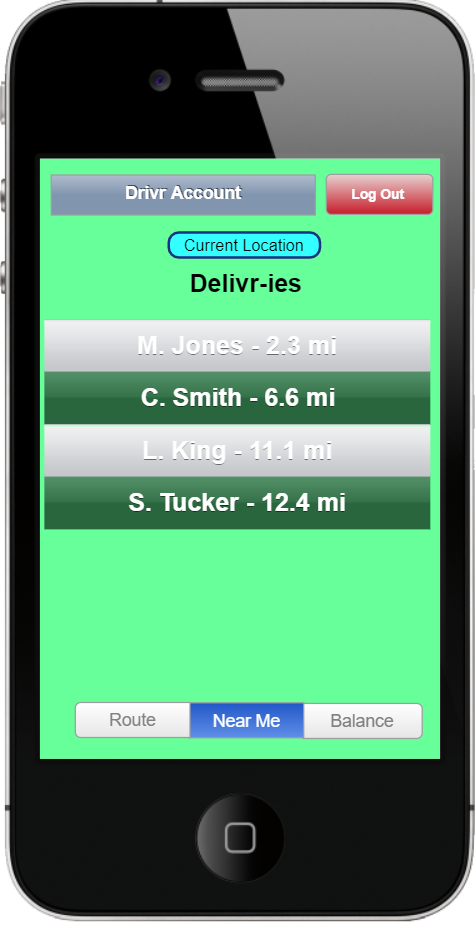 Drivr Account
Log Out
Current Location
Delivr-ies
M. Jones - 2.3 mi
C. Smith - 6.6 mi
L. King - 11.1 mi
S. Tucker - 12.4 mi
Route
Near Me
Balance